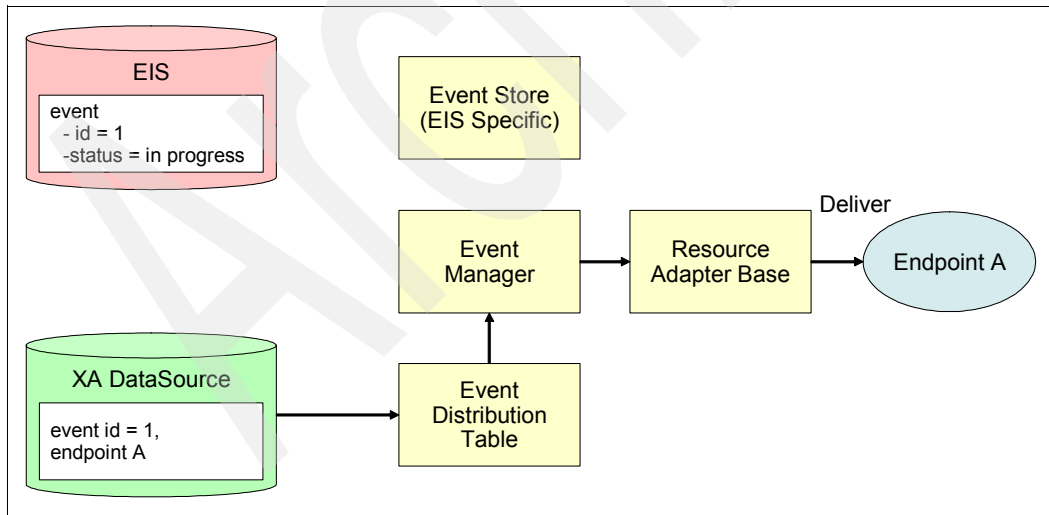 EIS
event
- id = 1
-status = in progress
Event Store
(EIS Specific)
Event
Manager
Resource
Adapter Base
Deliver
Endpoint A
XA DataSource
event id = 1,
endpoint A
Event
Distribution
Table